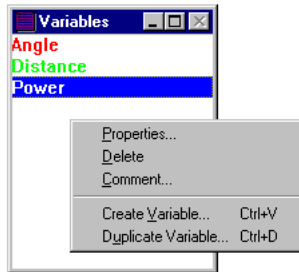 Variables
Angle
Distance
Power
Properties...
Delete
Comment...
Create Variable... Ctrl+V
Duplicate Variable... Ctrl+D